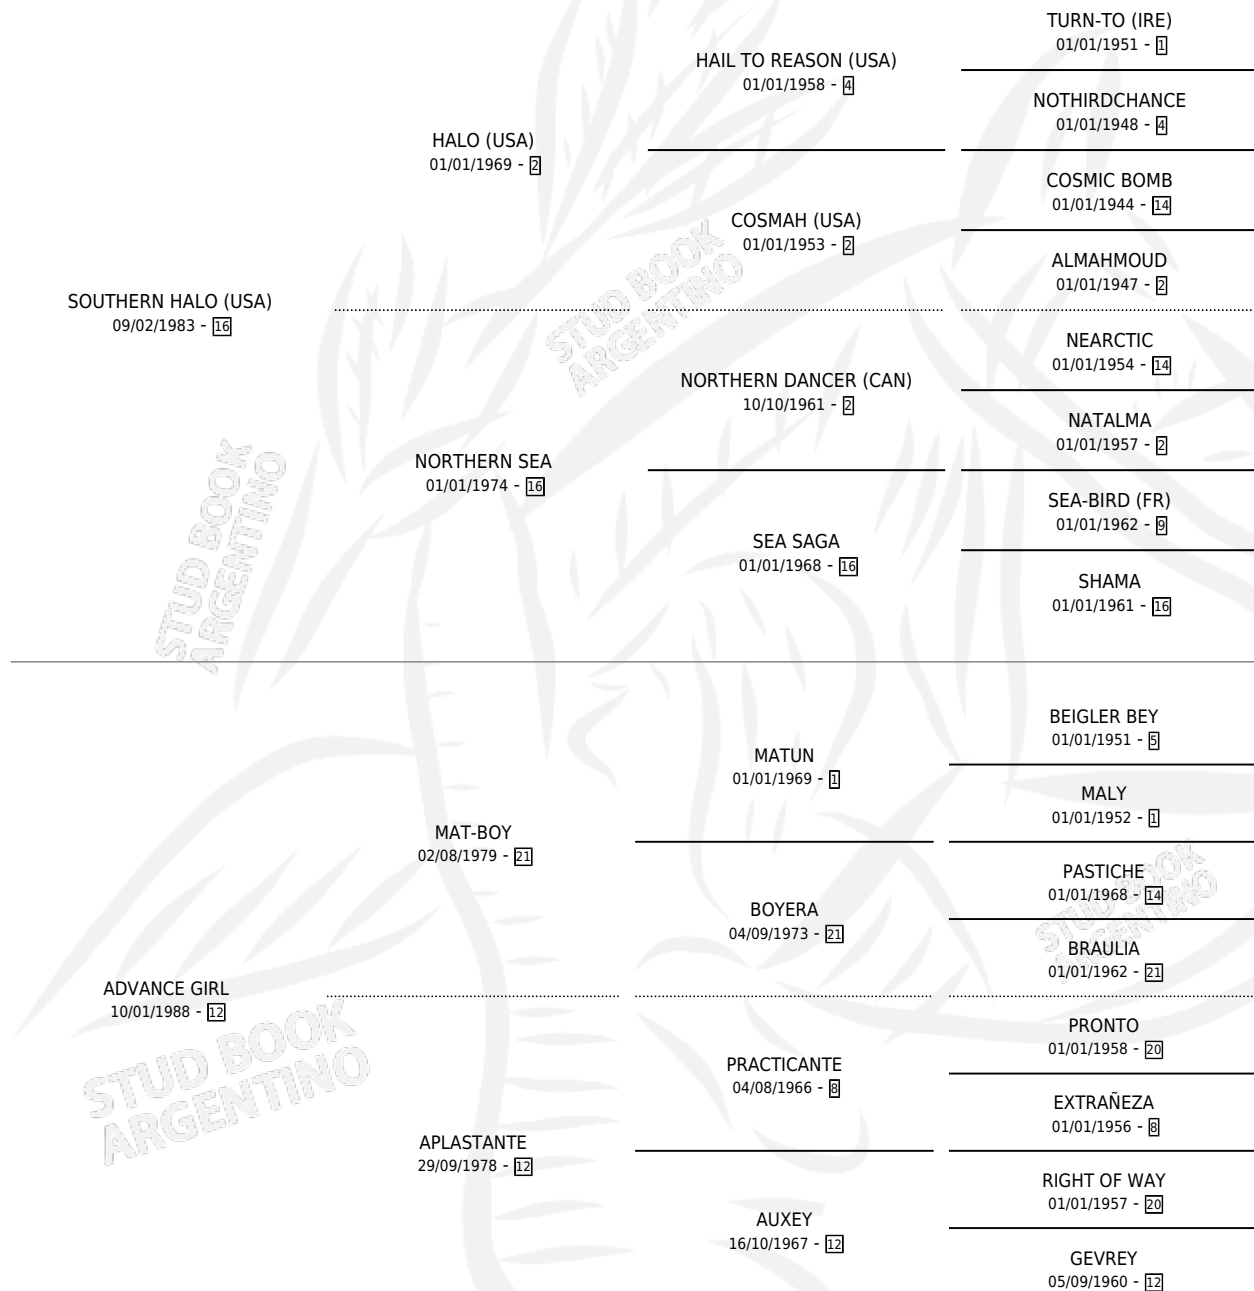 TURN-TO (IRE)
01/01/1951 - 1
HAIL TO REASON (USA)
01/01/1958 - 4
NOTHIRDCHANCE
01/01/1948 - 4
HALO (USA)
01/01/1969 - 2
COSMIC BOMB
01/01/1944 - 14
COSMAH (USA)
01/01/1953 - 2
ALMAHMOUD
01/01/1947 - 2
SOUTHERN HALO (USA)
09/02/1983 - 16
NEARCTIC
01/01/1954 - 14
NORTHERN DANCER (CAN)
10/10/1961 - 2
NATALMA
01/01/1957 - 2
NORTHERN SEA
01/01/1974 - 16
SEA-BIRD (FR)
01/01/1962 - 9
SEA SAGA
01/01/1968 - 16
SHAMA
01/01/1961 - 16
BEIGLER BEY
01/01/1951 - 5
MATUN
01/01/1969 - 1
MALY
01/01/1952 - 1
MAT-BOY
02/08/1979 - 21
PASTICHE
01/01/1968 - 14
BOYERA
04/09/1973 - 21
BRAULIA
01/01/1962 - 21
ADVANCE GIRL
10/01/1988 - 12
PRONTO
01/01/1958 - 20
PRACTICANTE
04/08/1966 - 8
EXTRAÑEZA
01/01/1956 - 8
APLASTANTE
29/09/1978 - 12
RIGHT OF WAY
01/01/1957 - 20
AUXEY
16/10/1967 - 12
GEVREY
05/09/1960 - 12
STUD BOOK
ARGENTINO
STUD BOOK
ARGENTINO
STUD BOOK
ARGENTINO
STUD BOOK
ARGENTINO